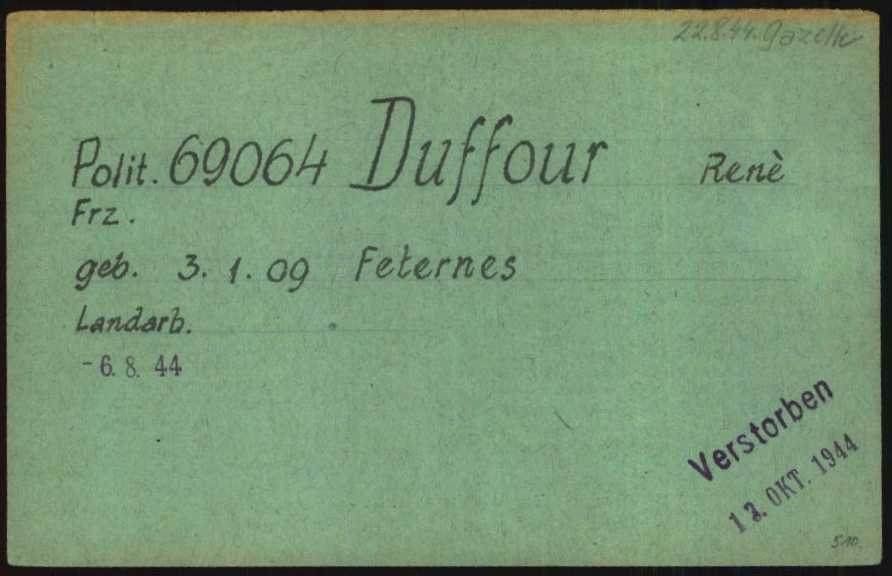 22.8.44. Gazelle
Polit. 69064 Duffour Renè
Frz.
geb. 3. 1. 09 Feternes
Landarb.
-6. 8. 44
Verstorben
OKT. 1944